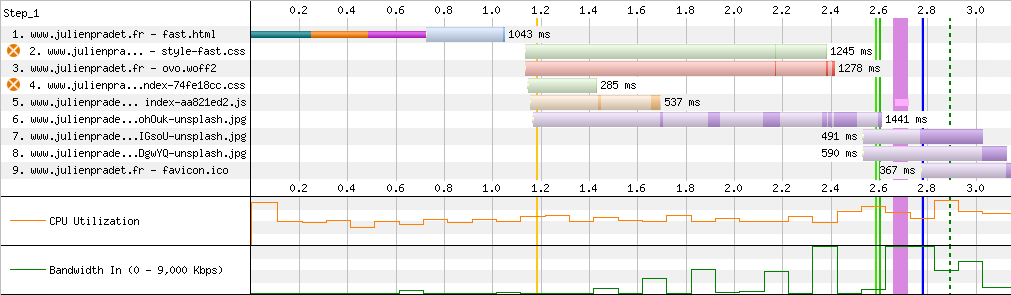 Step_1
0.2 0.4 0.6 0.8 1.0 1.2 1.4 1.6 1.8 2.0 2.2 2.4 2.6 2.8 3.0
1. www.julienpradet.fr - fast.html 1043 ms
2. www.julienpra... - style-fast.css 1245 ms
3. www.julienpradet.fr - ovo.woff2 1278 ms
4. www.julienpra...ndex-74fe18cc.css 285 ms
5. www.julienprade... index-aa821ed2.js 537 ms
6. www.julienprade...ohOuk-unsplash.jpg 1441 ms
7. www.julienprade...IGsoU-unsplash.jpg 491 ms
8. www.julienprade...DgwYQ-unsplash.jpg 590 ms
9. www.julienpradet.fr - favicon.ico 367 ms
0.2 0.4 0.6 0.8 1.0 1.2 1.4 1.6 1.8 2.0 2.2 2.4 2.6 2.8 3.0
CPU Utilization
Bandwidth In (0 - 9,000 Kbps)